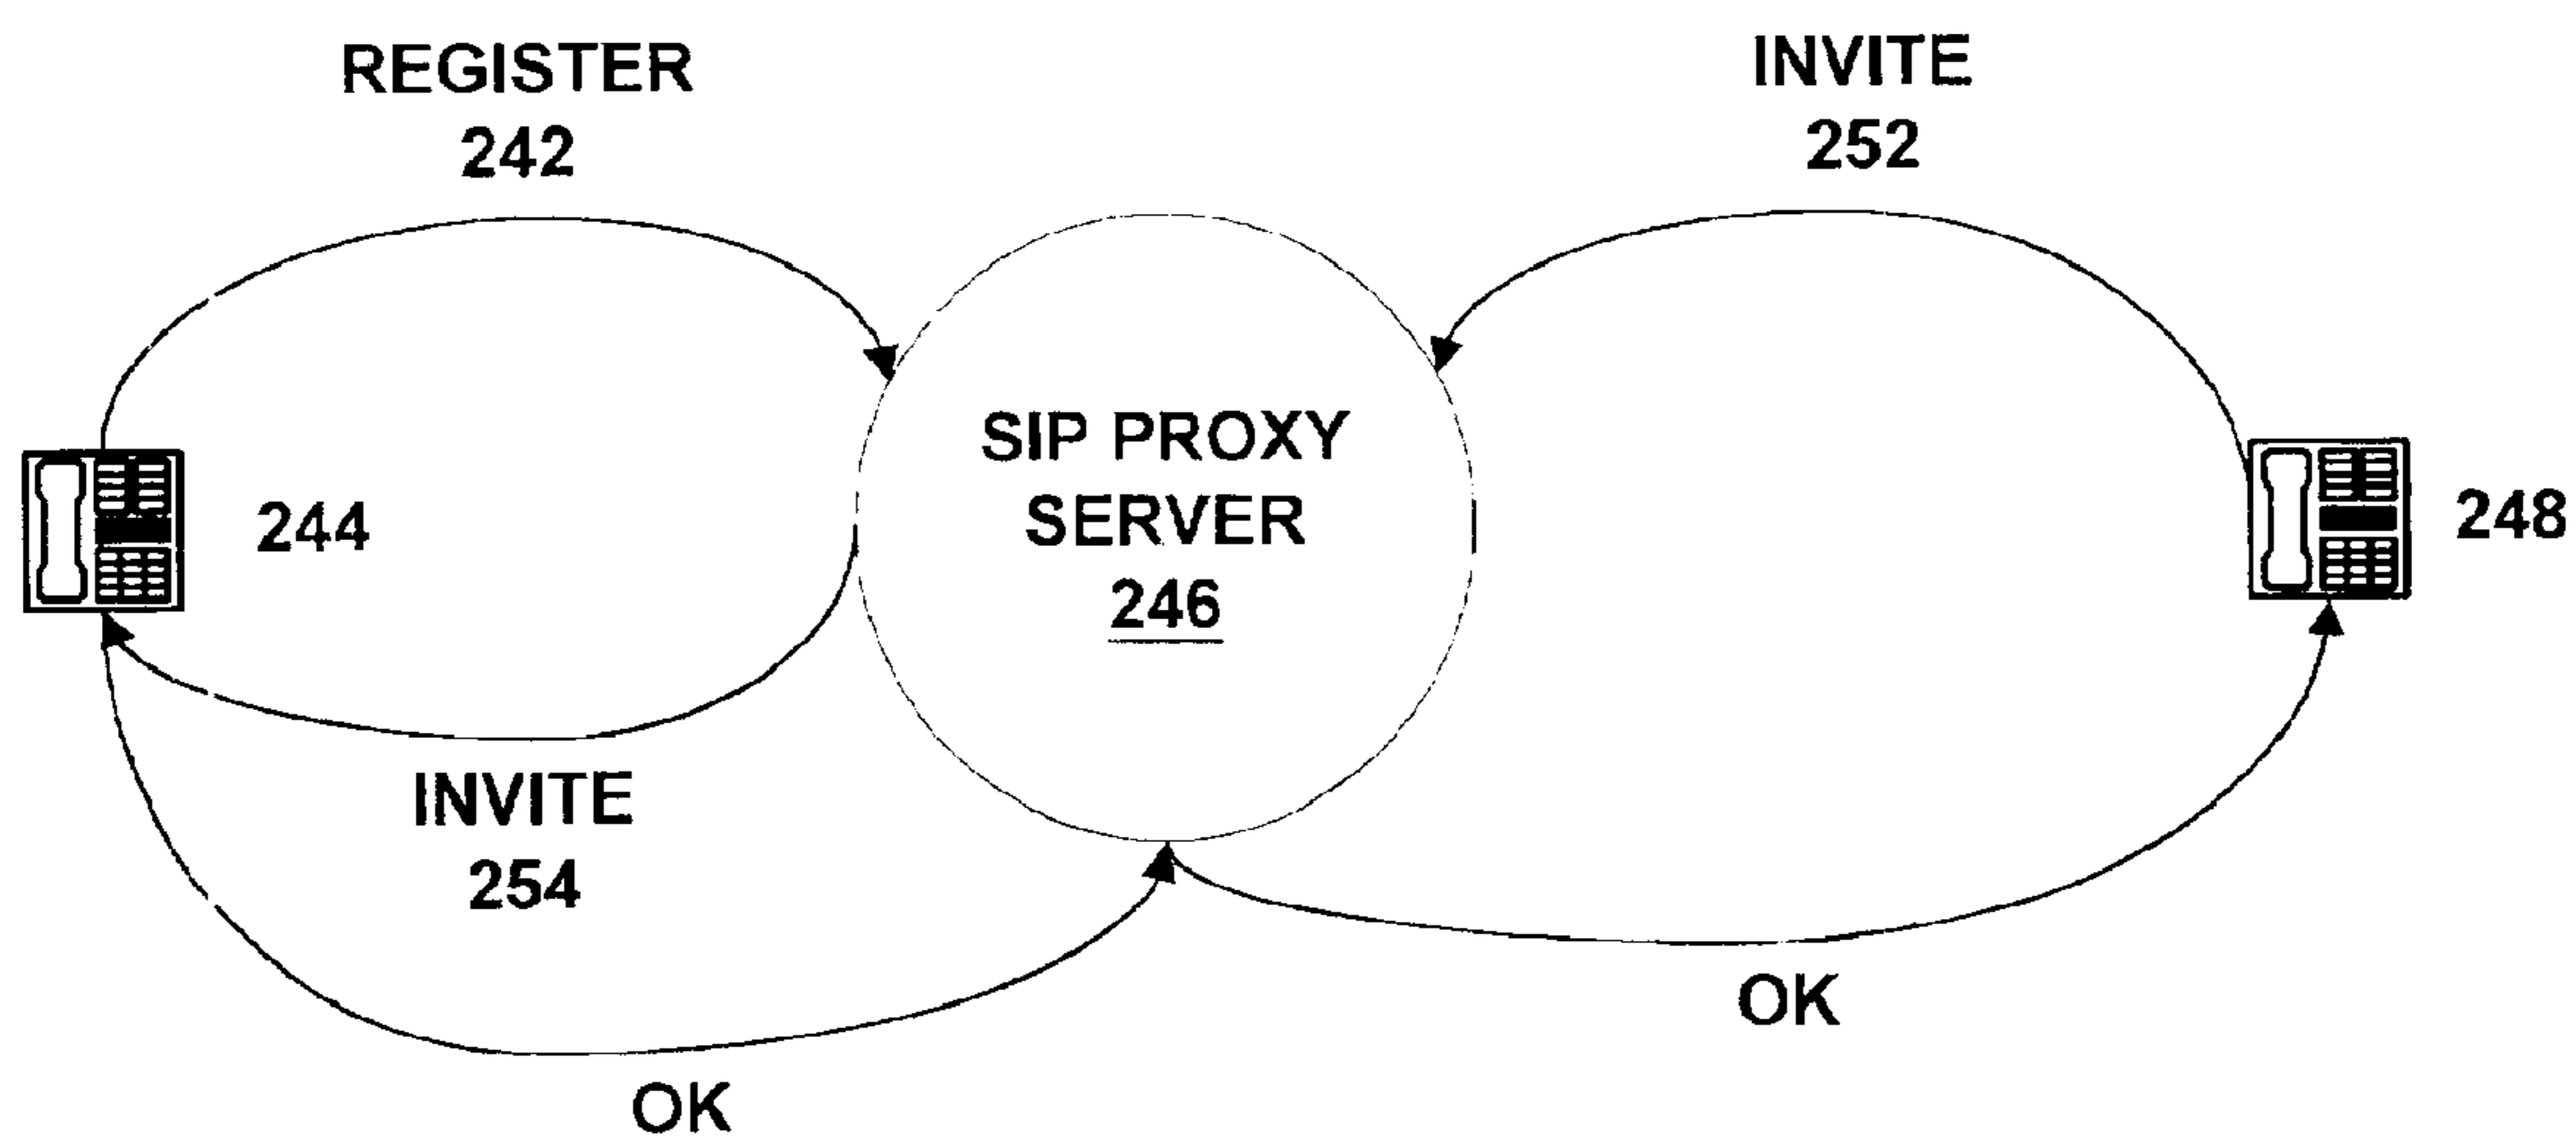 REGISTER
242
INVITE
252
SIP PROXY
SERVER
246
244
248
INVITE
254
OK
OK